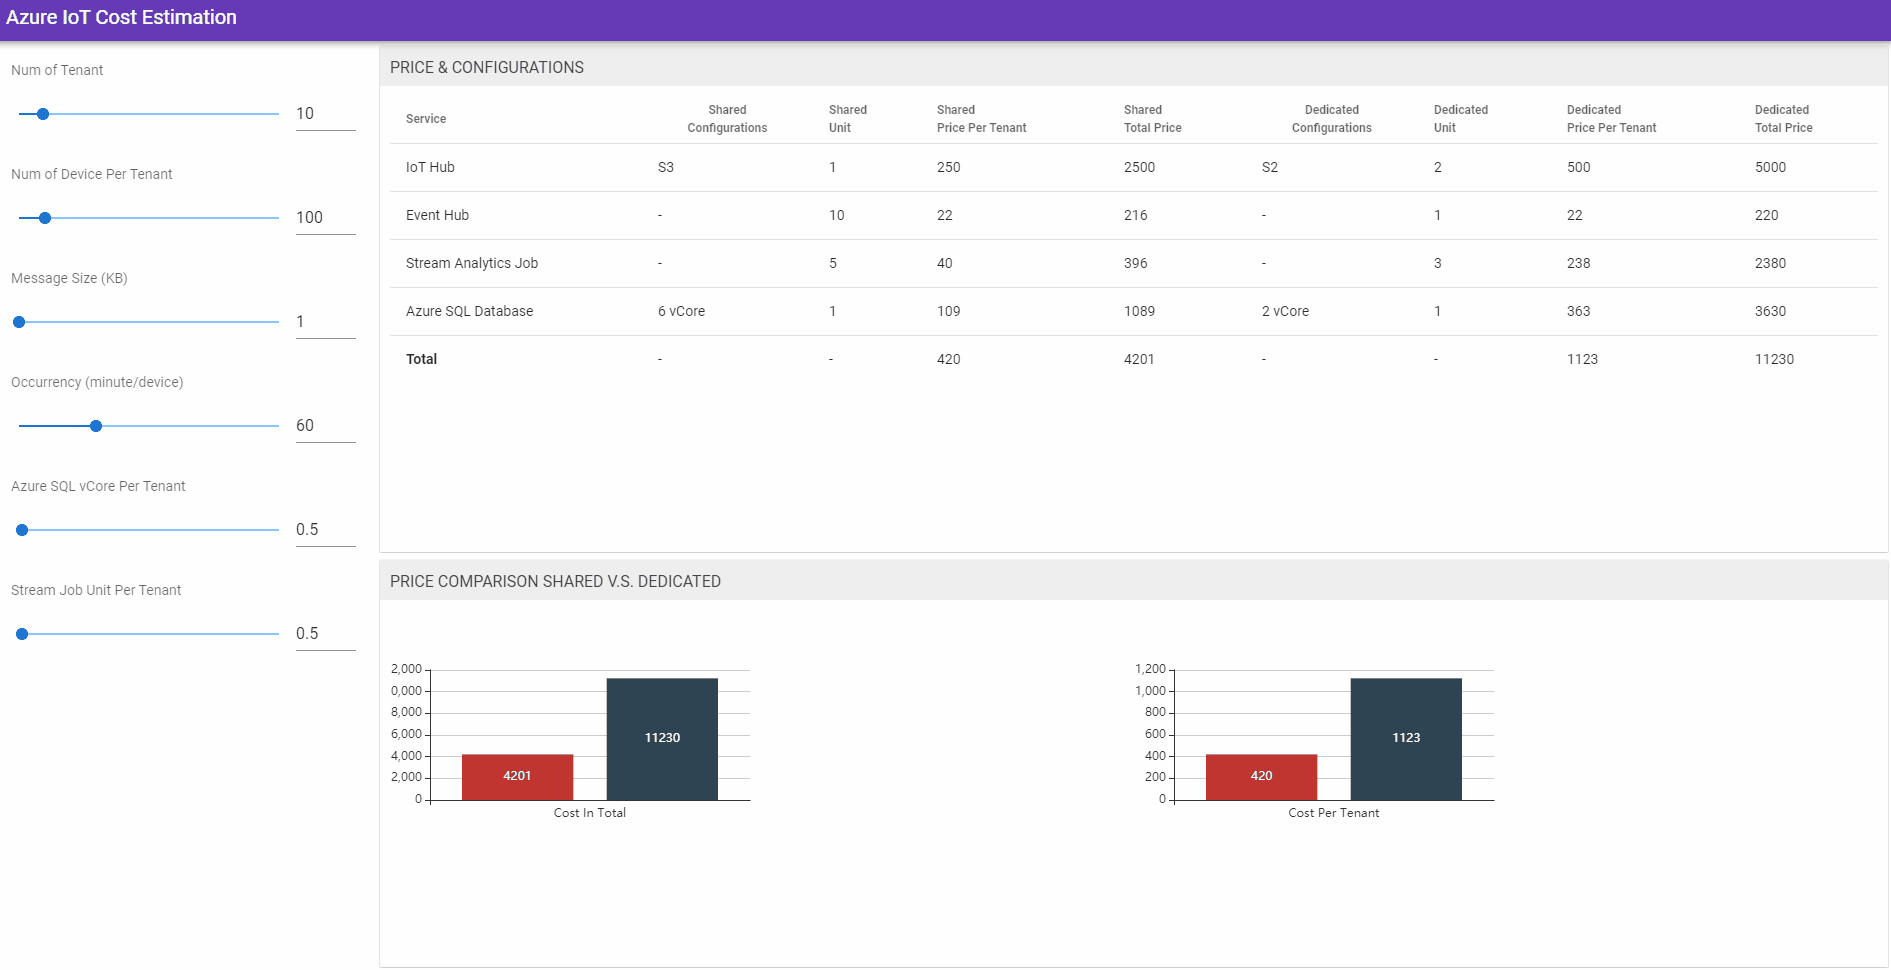 Azure IoT Cost Estimation
Num of Tenant
10
Num of Device Per Tenant
100
Message Size (KB)
1
Occurrency (minute/device)
60
Azure SQL vCore Per Tenant
0.5
Stream Job Unit Per Tenant
0.5
PRICE & CONFIGURATIONS
Service Shared Configurations Shared Unit Shared Price Per Tenant Shared Total Price Dedicated Configurations Dedicated Unit Dedicated Price Per Tenant Dedicated Total Price
IoT Hub S3 1 250 2500 S2 2 500 5000
Event Hub - 10 22 216 - 1 22 220
Stream Analytics Job - 5 40 396 - 3 238 2380
Azure SQL Database 6 vCore 1 109 1089 2 vCore 1 363 3630
Total - - 420 4201 - - 1123 11230
PRICE COMPARISON SHARED V.S. DEDICATED
2,000
0,000
8,000
6,000
4,000
2,000
0
4201
11230
Cost In Total
1,200
1,000
800
600
400
200
0
420
1123
Cost Per Tenant